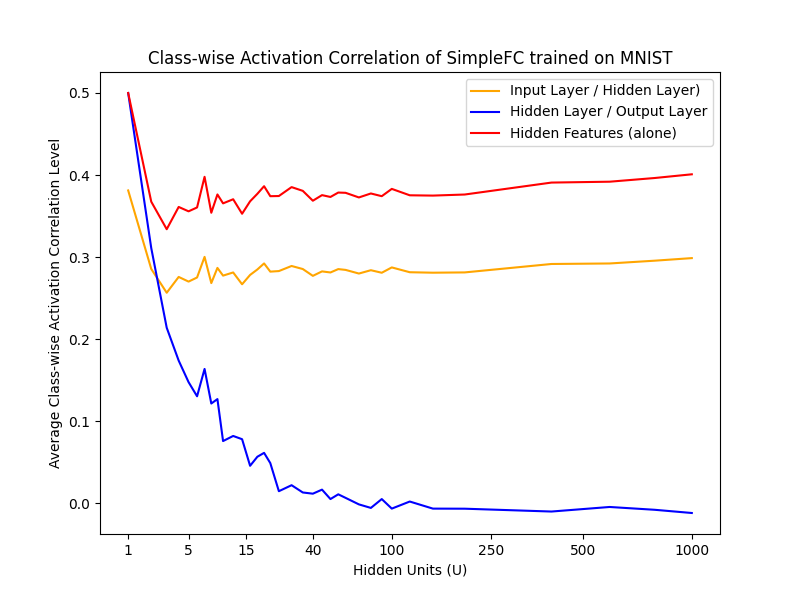 Class-wise Activation Correlation of SimpleFC trained on MNIST
Input Layer / Hidden Layer)
Hidden Layer / Output Layer
Hidden Features (alone)
Average Class-wise Activation Correlation Level
0.5
0.4
0.3
0.2
0.1
0.0
1 5 15 40 100 250 500 1000
Hidden Units (U)